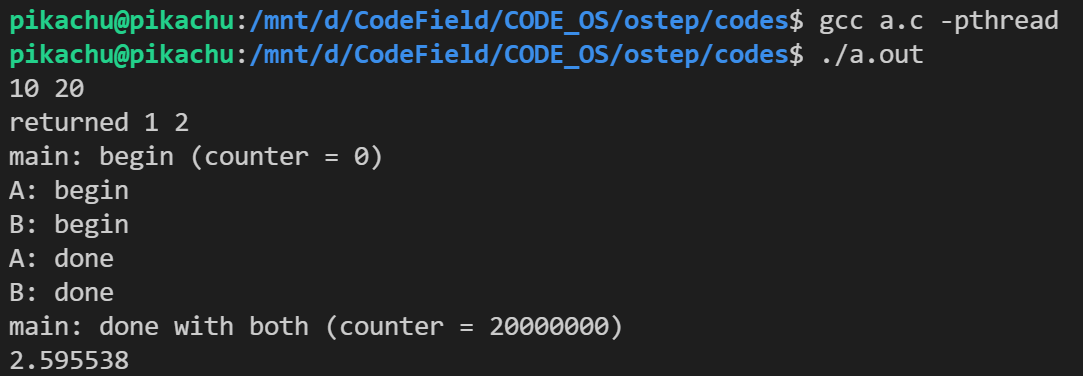 pikachu@pikachu:/mnt/d/CodeField/CODE_OS/ostep/codes$ gcc a.c -pthread
pikachu@pikachu:/mnt/d/CodeField/CODE_OS/ostep/codes$ ./a.out
10 20
returned 1 2
main: begin (counter = 0)
A: begin
B: begin
A: done
B: done
main: done with both (counter = 20000000)
2.595538